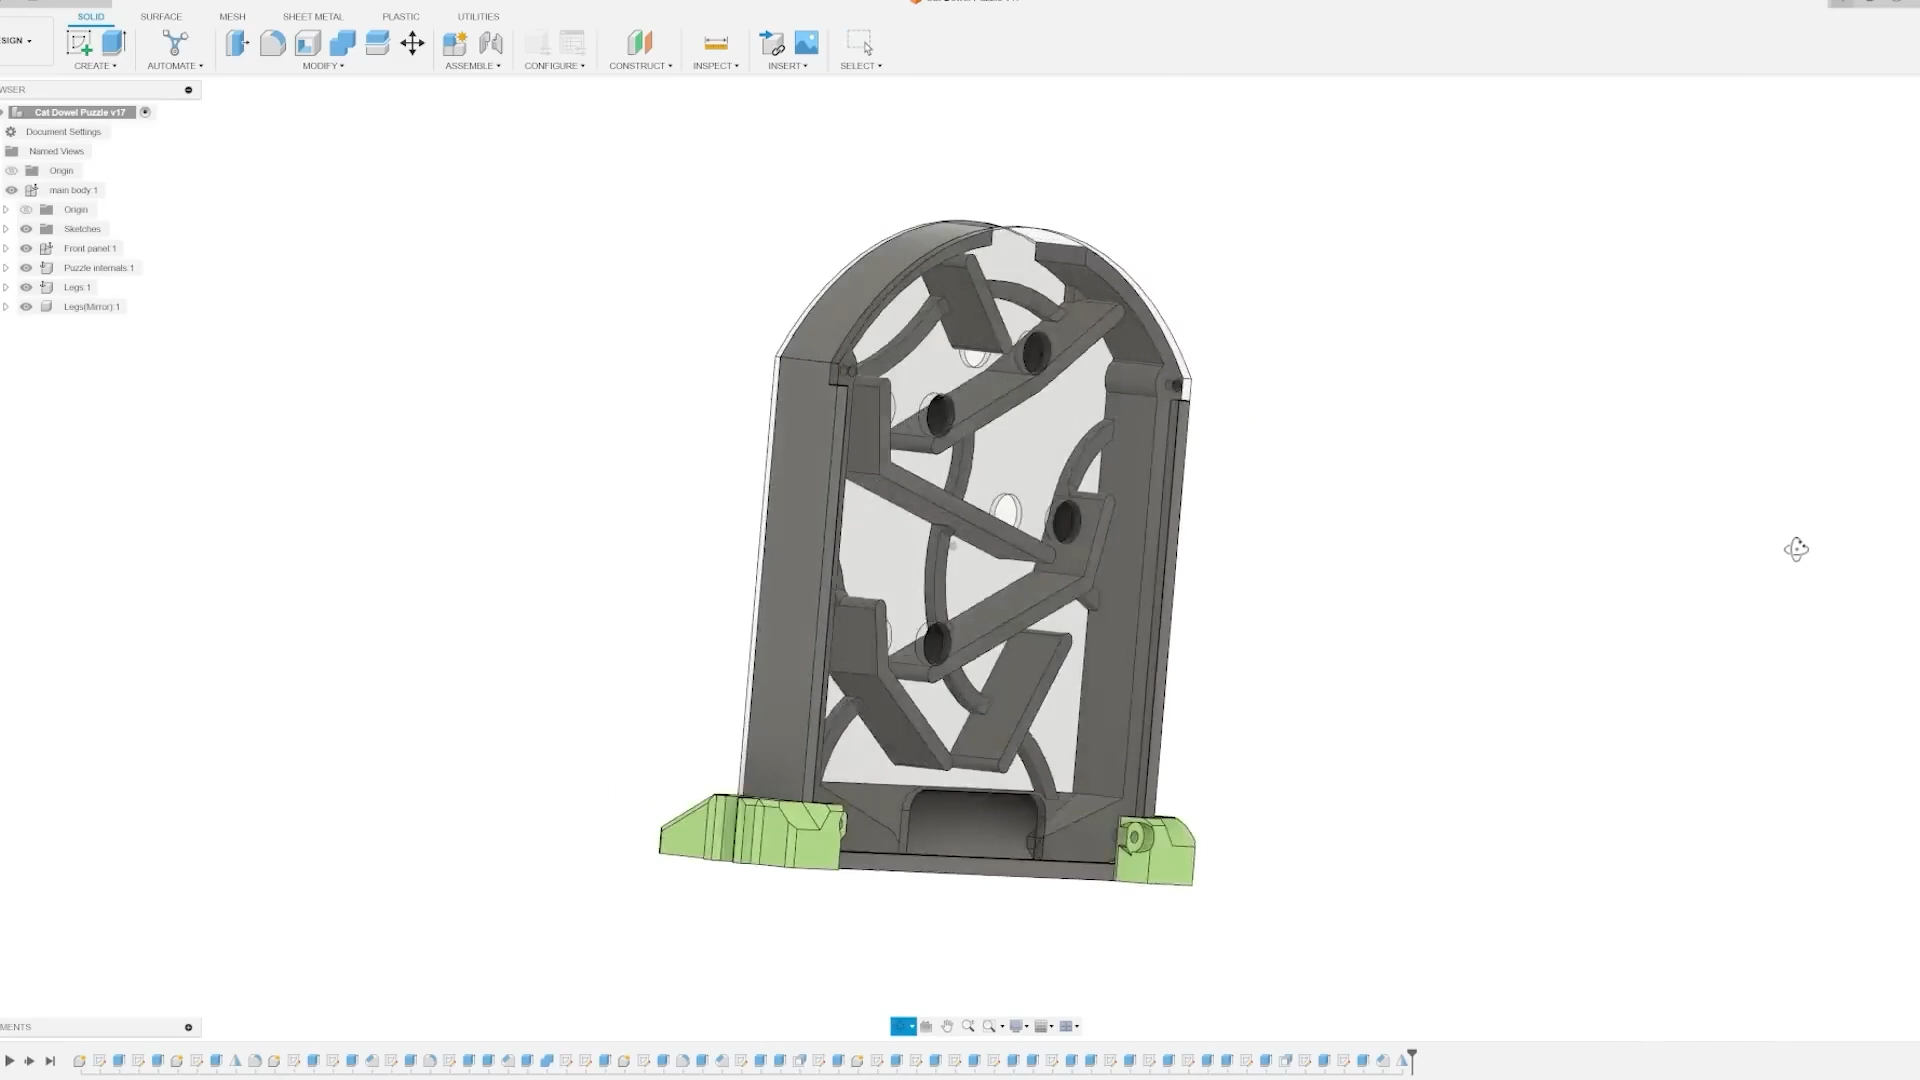 SOLID SURFACE MESH SHEET METAL PLASTIC UTILITIES
SIGN
CREATE AUTOMATE MODIFY ASSEMBLE CONFIGURE CONSTRUCT INSPECT INSERT SELECT
WSER
Cat Dowel Puzzle v17
Document Settings
Named Views
Origin
main body:1
Origin
Sketches
Front panel:1
Puzzle internals:1
Legs:1
Legs(Mirror):1
MENTS